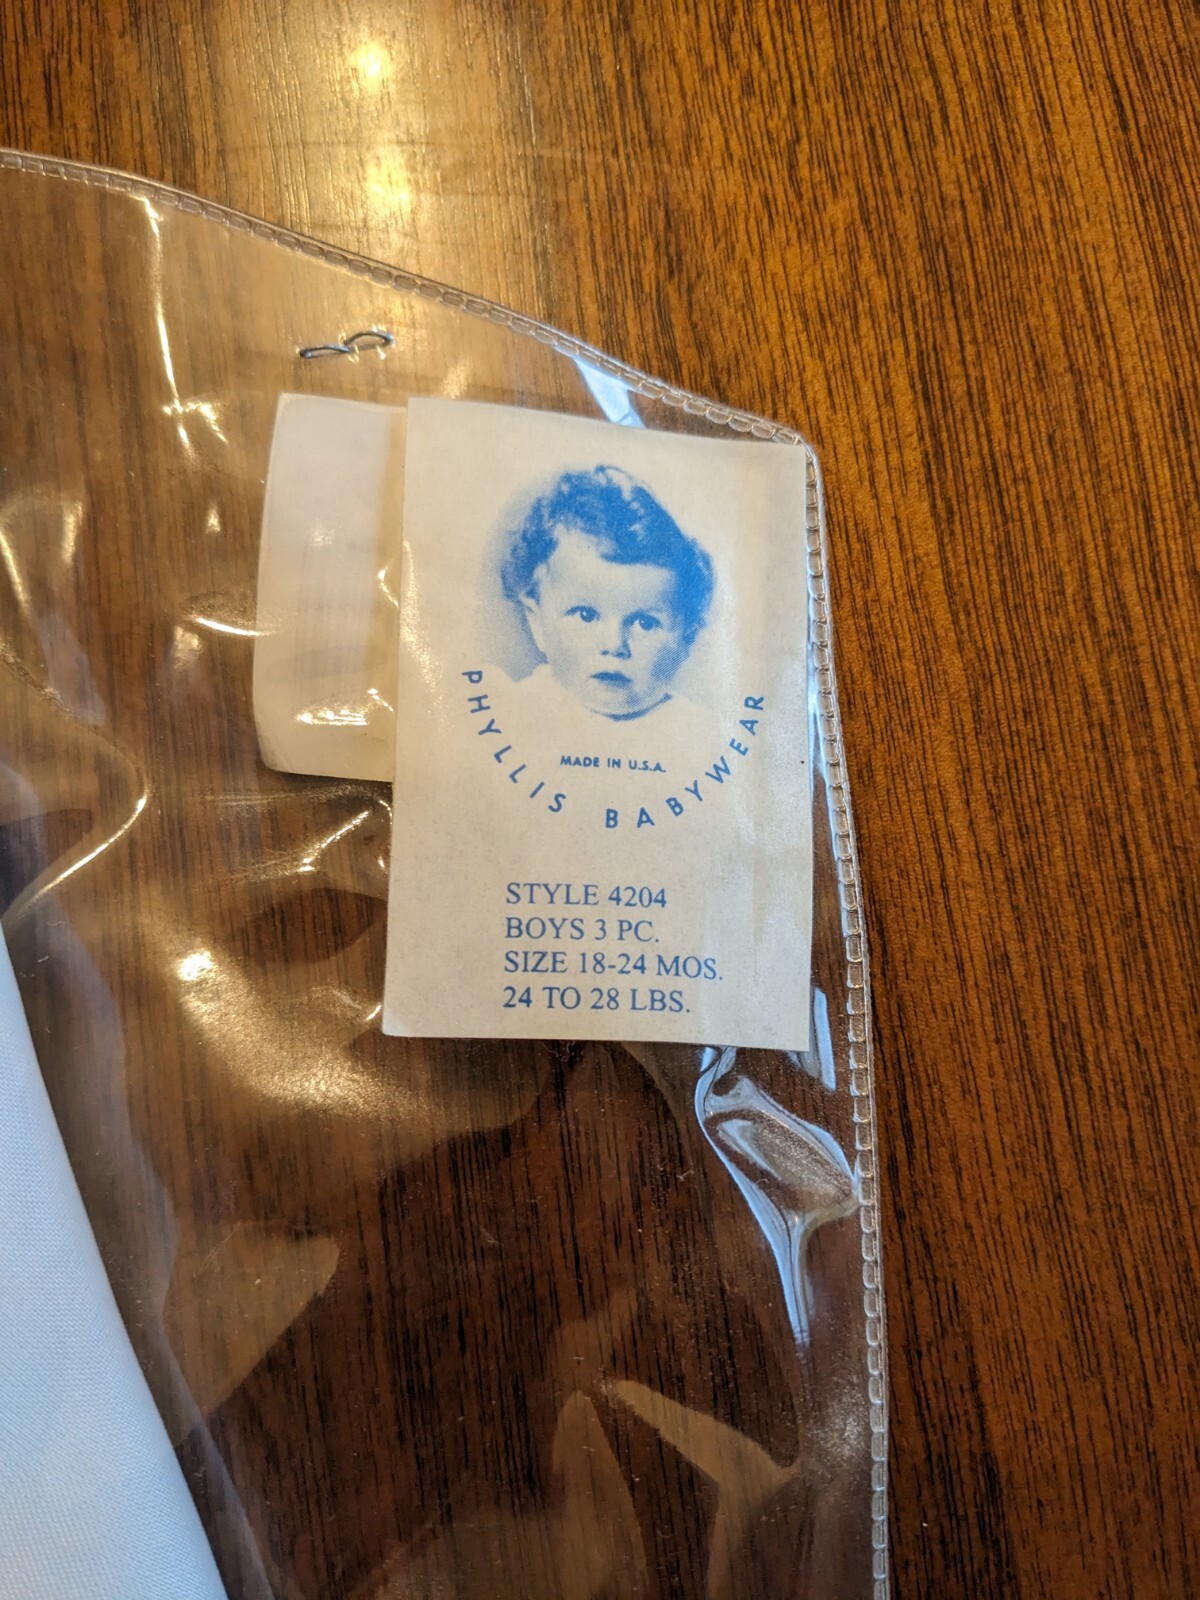 MADE IN U.S.A.
PHYLLIS BABYWEAR
STYLE 4204
BOYS 3 PC.
SIZE 18-24 MOS.
24 TO 28 LBS.